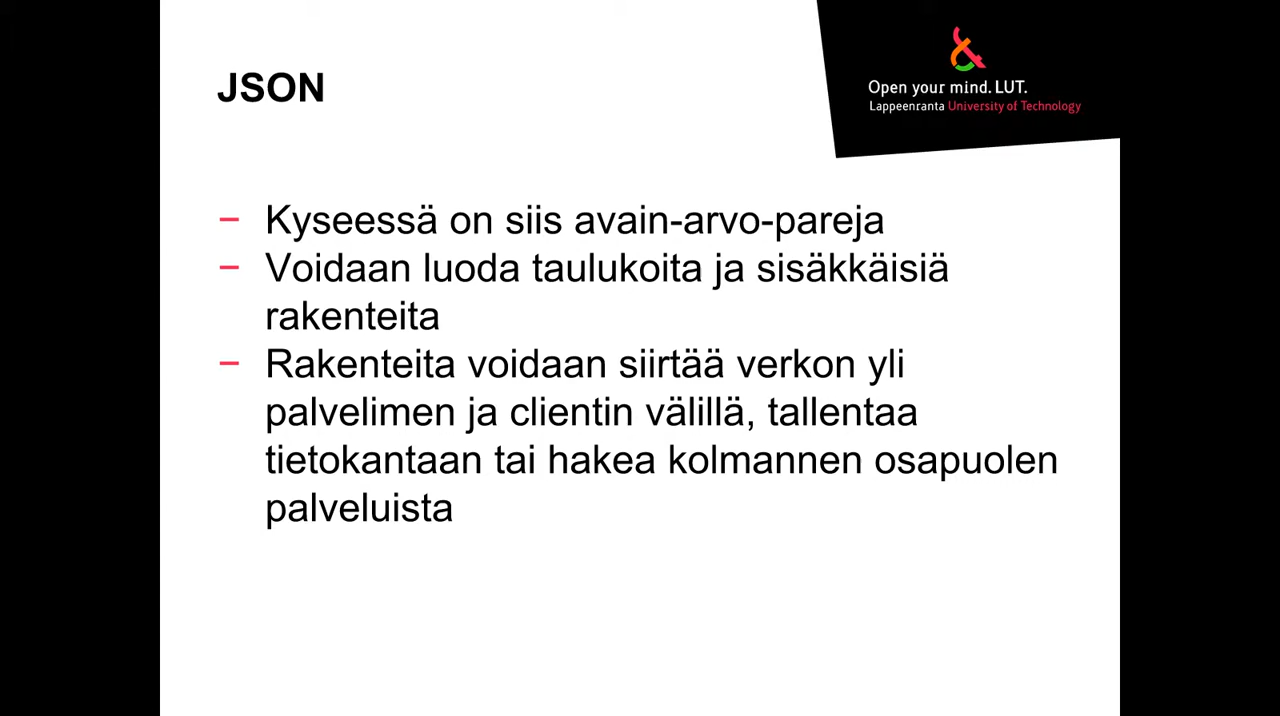 JSON
Open your mind. LUT.
Lappeenranta University of Technology
– Kyseessä on siis avain-arvo-pareja
– Voidaan luoda taulukoita ja sisäkkäisiä
rakenteita
– Rakenteita voidaan siirtää verkon yli
palvelimen ja clientin välillä, tallentaa
tietokantaan tai hakea kolmannen osapuolen
palveluista